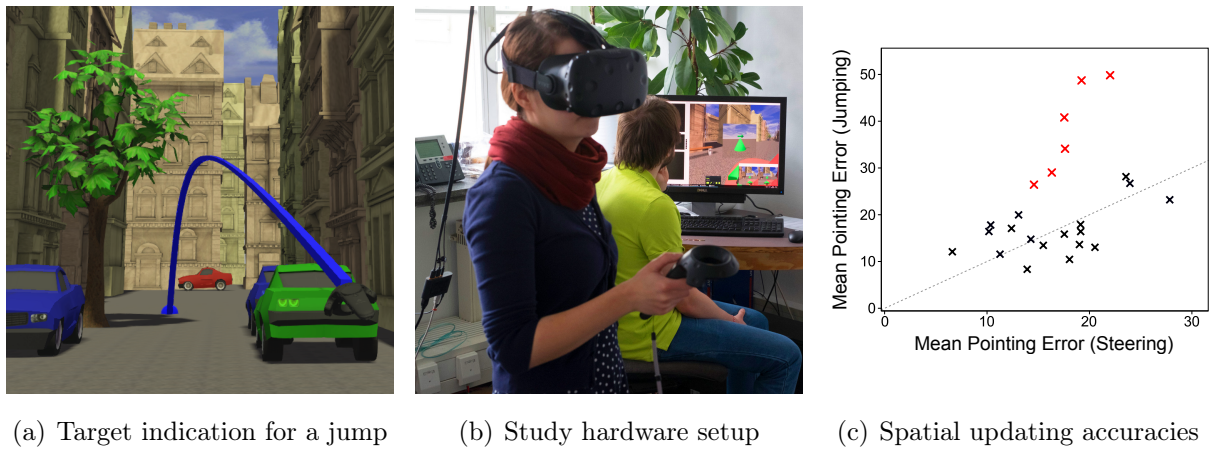 Mean Pointing Error (Jumping)
50
40
30
20
10
0
0 10 20 30
Mean Pointing Error (Steering)
(a) Target indication for a jump
(b) Study hardware setup
(c) Spatial updating accuracies